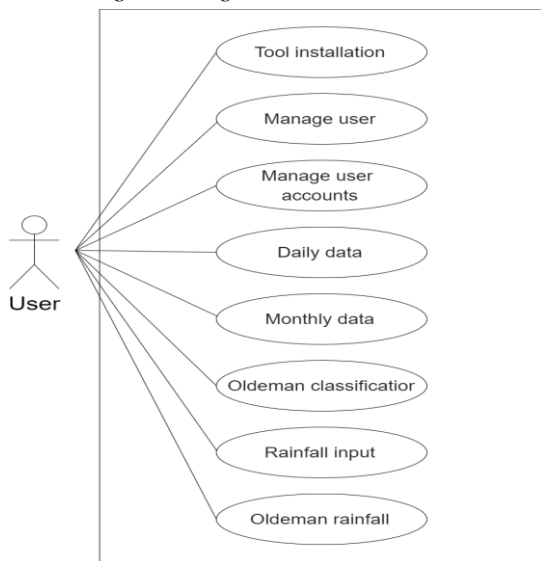 Tool installation
Manage user
Manage user
accounts
Daily data
User
Monthly data
Oldeman classificatior
Rainfall input
Oldeman rainfall